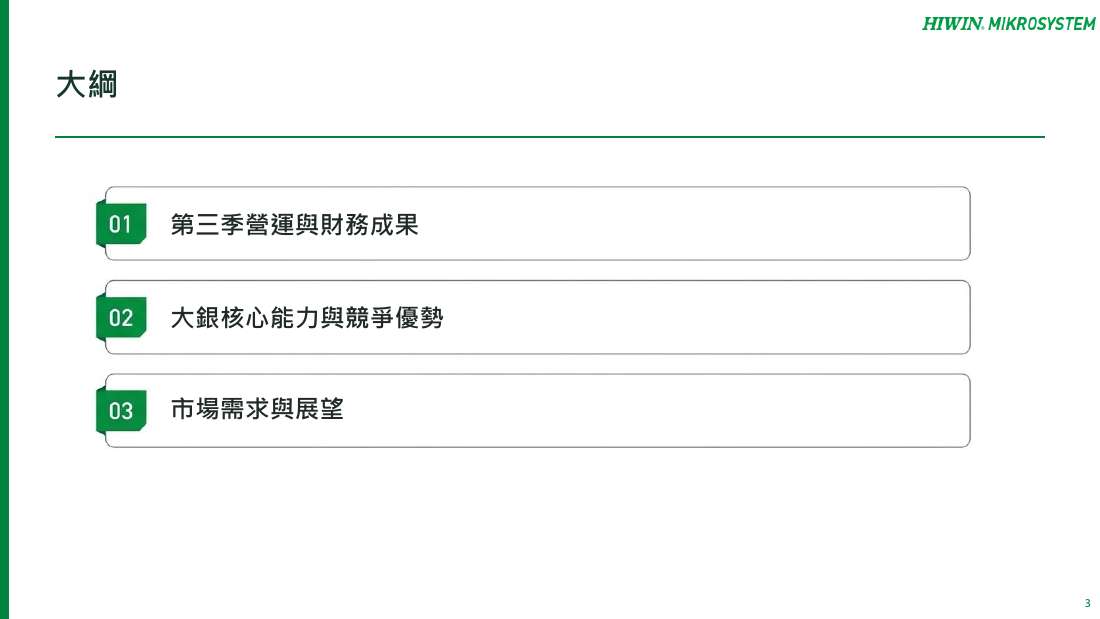 HIWIN® MIKROSYSTEM
大綱
01 第三季營運與財務成果
02 大銀核心能力與競爭優勢
03 市場需求與展望
3